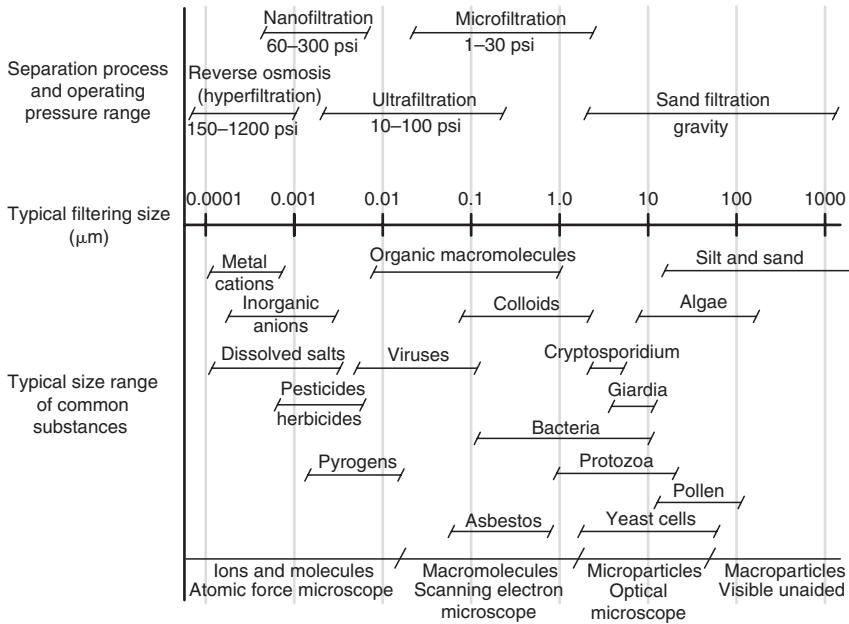 Nanofiltration
60–300 psi
Microfiltration
1–30 psi
Separation process
and operating
pressure range
Reverse osmosis
(hyperfiltration)
150–1200 psi
Ultrafiltration
10–100 psi
Sand filtration
gravity
Typical filtering size
(μm)
0.0001 0.001 0.01 0.1 1.0 10 100 1000
Metal
cations
Organic macromolecules
Silt and sand
Inorganic
anions
Colloids
Algae
Typical size range
of common
substances
Dissolved salts
Viruses
Cryptosporidium
Pesticides
herbicides
Giardia
Bacteria
Pyrogens
Protozoa
Pollen
Asbestos
Yeast cells
Ions and molecules
Atomic force microscope
Macromolecules
Scanning electron
microscope
Microparticles
Optical
microscope
Macroparticles
Visible unaided